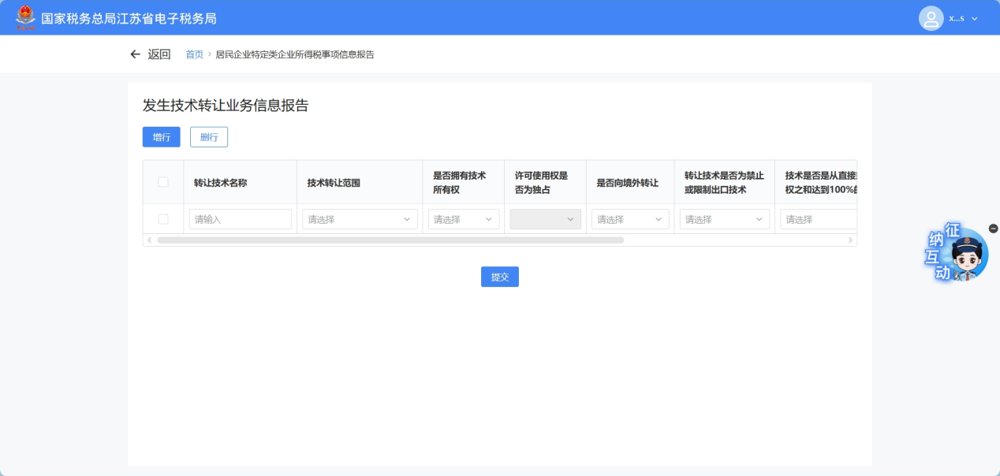 国家税务总局江苏省电子税务局
x...s
返回 首页 > 居民企业特定类企业所得税事项信息报告
发生技术转让业务信息报告
增行 删行
转让技术名称 技术转让范围 是否拥有技术所有权 许可使用权是否为独占 是否向境外转让 转让技术是否为禁止或限制出口技术 技术是否是从直接 权之和达到100%
请输入 请选择 请选择 请选择 请选择 请选择
提交
征
纳
互
动